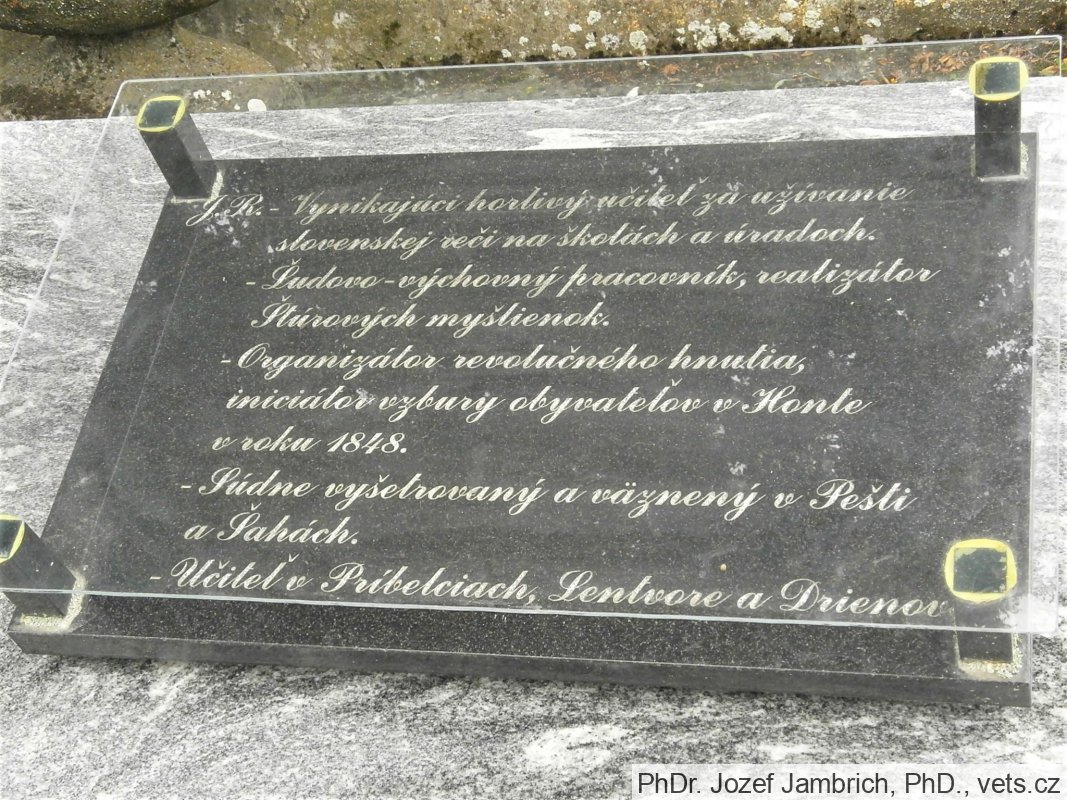 J.R. - Vynikajúci horlivý učiteľ za užívanie
slovenskej reči na školách a úradoch.
- Ľudovo-výchovný pracovník, realizátor
Štúrových myšlienok.
- Organizátor revolučného hnutia,
iniciátor vzbury obyvateľov v Honte
v roku 1848.
- Súdne vyšetrovaný a väznený v Pešti
a Šahách.
- Učiteľ v Príbelciach, Lentvore a Drienov
PhDr. Jozef Jambrich, PhD., vets.cz